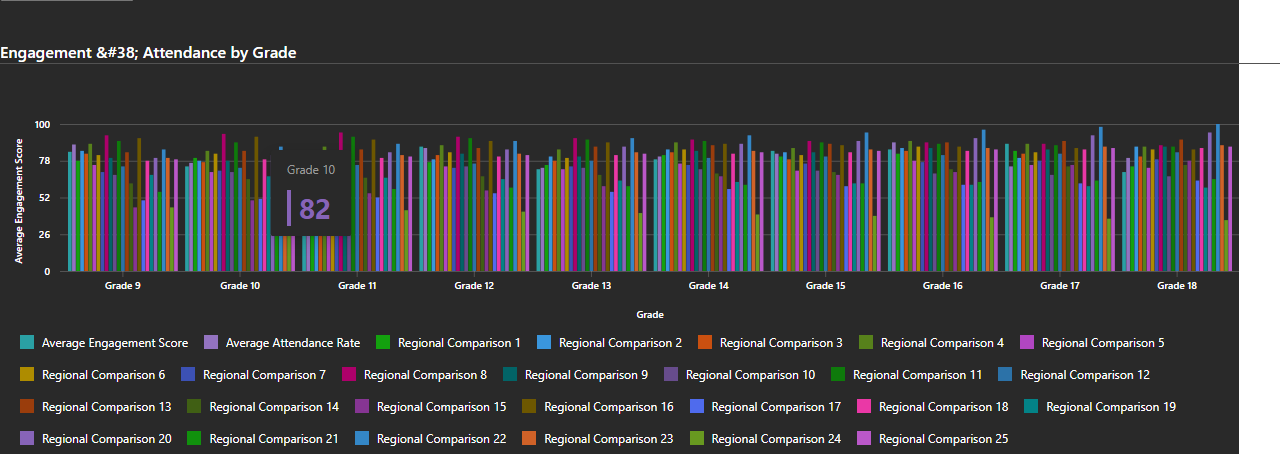 Engagement &#38; Attendance by Grade
100
78
52
26
0
Average Engagement Score
Grade 10
82
Grade 9 Grade 10 Grade 11 Grade 12 Grade 13 Grade 14 Grade 15 Grade 16 Grade 17 Grade 18
Grade
Average Engagement Score Average Attendance Rate Regional Comparison 1 Regional Comparison 2 Regional Comparison 3 Regional Comparison 4 Regional Comparison 5
Regional Comparison 6 Regional Comparison 7 Regional Comparison 8 Regional Comparison 9 Regional Comparison 10 Regional Comparison 11 Regional Comparison 12
Regional Comparison 13 Regional Comparison 14 Regional Comparison 15 Regional Comparison 16 Regional Comparison 17 Regional Comparison 18 Regional Comparison 19
Regional Comparison 20 Regional Comparison 21 Regional Comparison 22 Regional Comparison 23 Regional Comparison 24 Regional Comparison 25